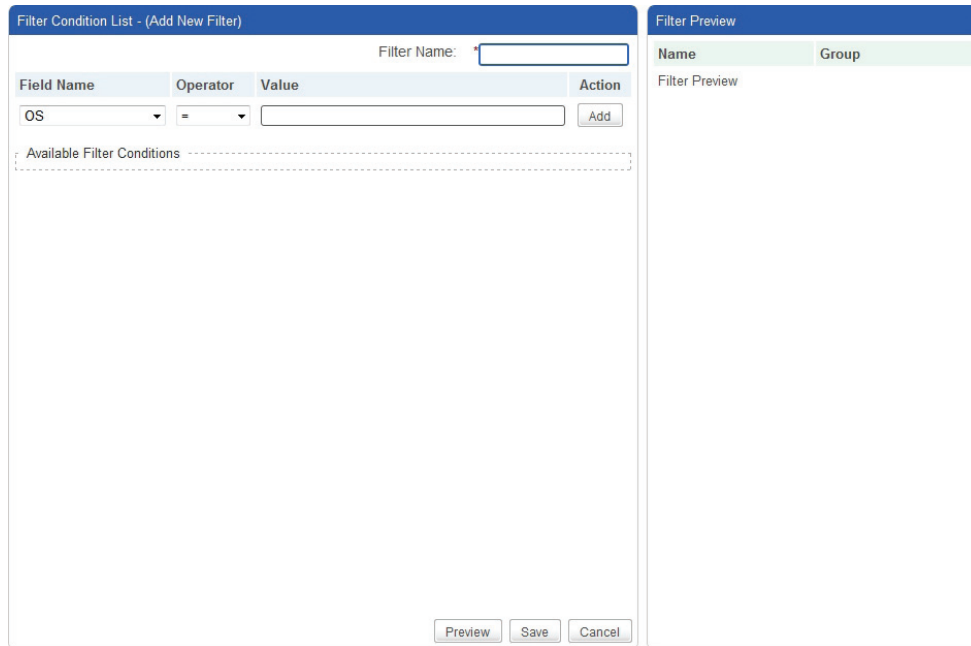 Filter Condition List - (Add New Filter)
Filter Name: *
Field Name Operator Value Action
OS = Add
Available Filter Conditions
Preview Save Cancel
Filter Preview
Name Group
Filter Preview